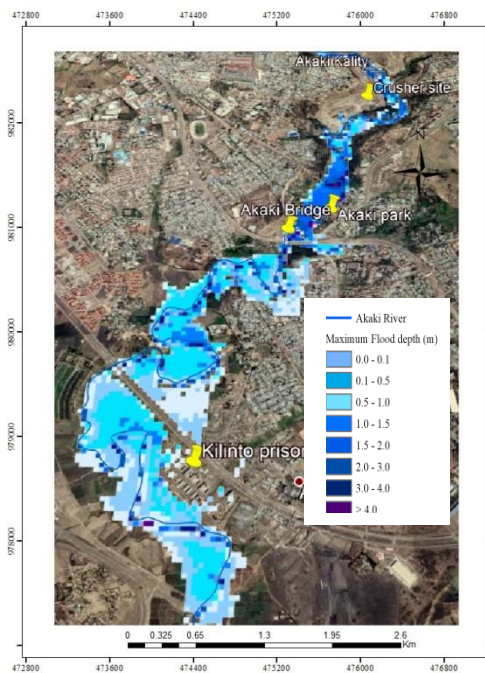 472800 473600 474400 475200 476000 476800
Akaki Kality
Crusher site
982000
Akaki Bridge
Akaki park
981000
980000
Akaki River
Maximum Flood depth (m)
0.0 - 0.1
0.1 - 0.5
0.5 - 1.0
1.0 - 1.5
1.5 - 2.0
2.0 - 3.0
3.0 - 4.0
> 4.0
979000
Kilinto prison
978000
0 0.325 0.65 1.3 1.95 2.6
Km
472800 473600 474400 475200 476000 476800